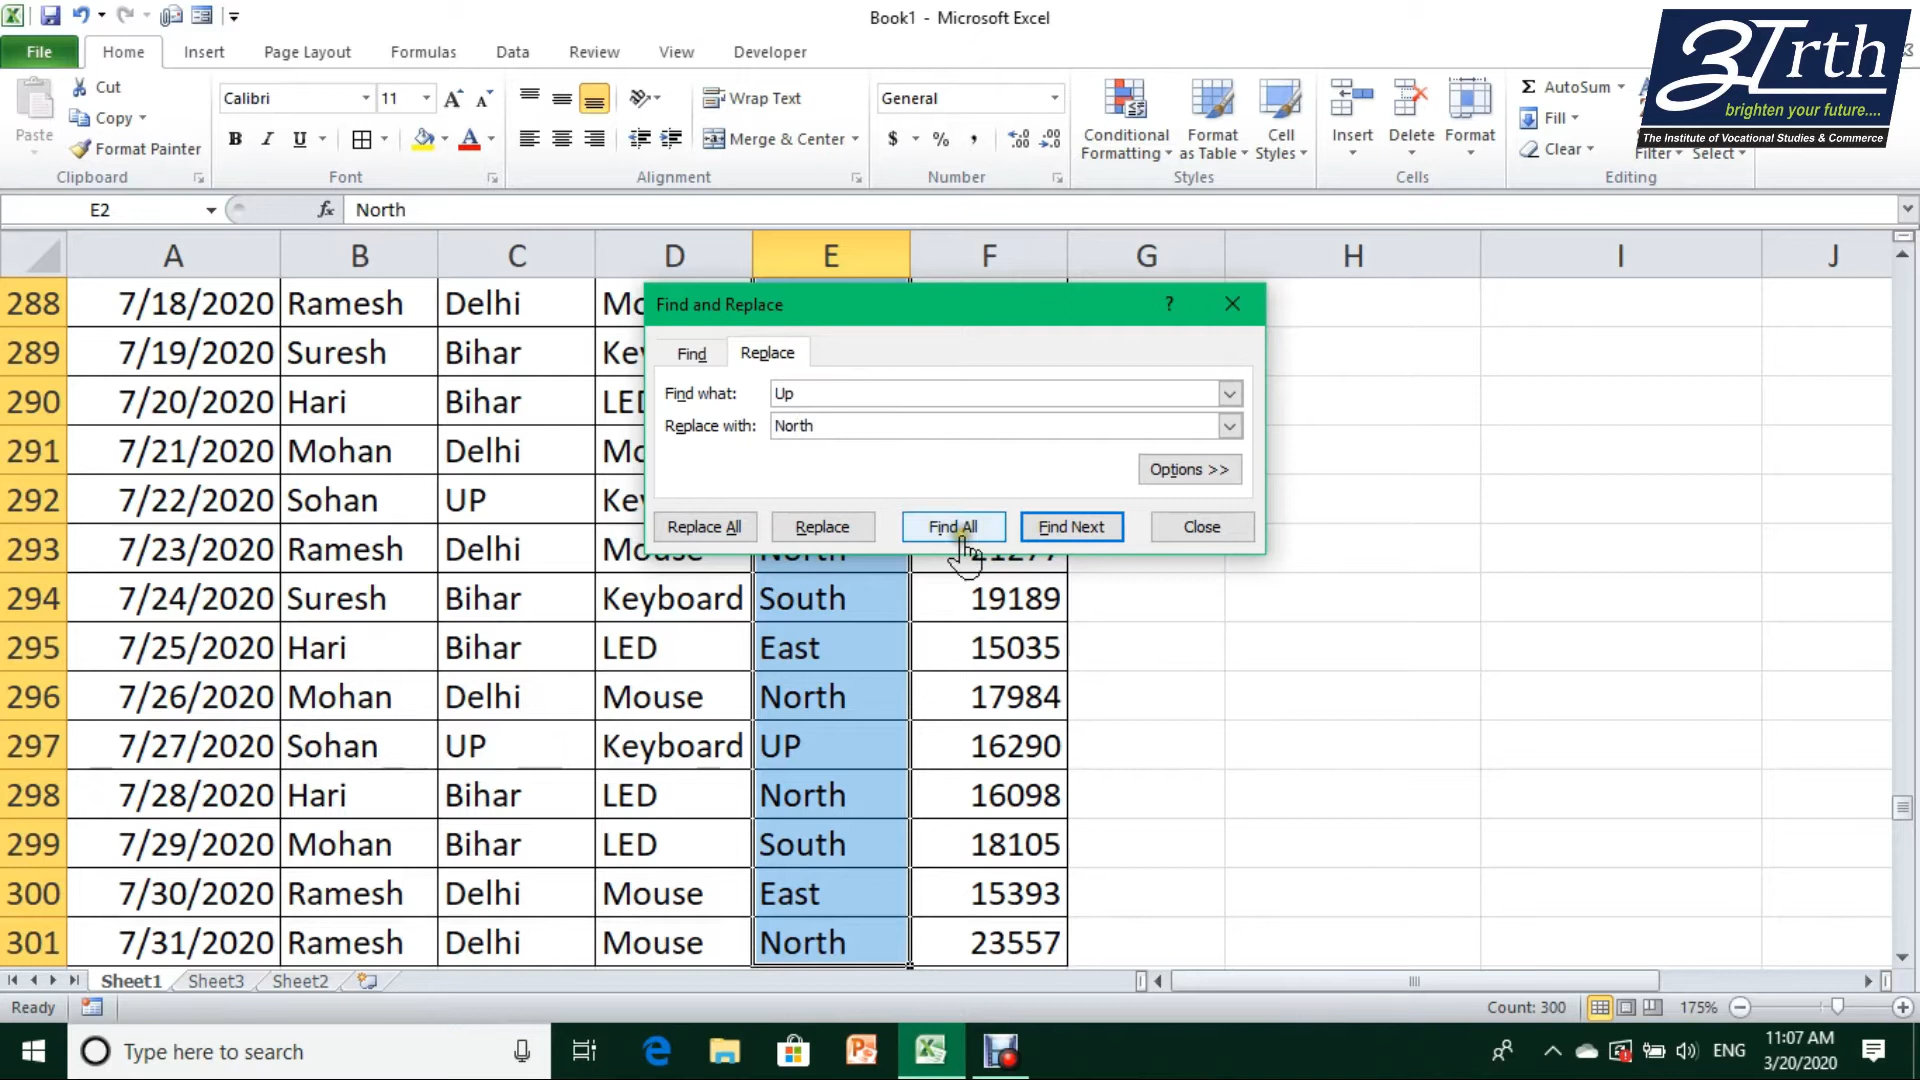 Book1 - Microsoft Excel
File Home Insert Page Layout Formulas Data Review View Developer
3Trth
brighten your future....
The Institute of Vocational Studies & Commerce
Paste
Cut
Copy
Format Painter
Clipboard
Calibri 11
B I U
Font
Wrap Text
Merge & Center
Alignment
General
$ % ,
Number
Conditional Formatting
Format as Table
Cell Styles
Styles
Insert Delete Format
Cells
Σ AutoSum
Fill
Clear
Filter Select
Editing
E2 fx North
A B C D E F G H I J
288 7/18/2020 Ramesh Delhi
289 7/19/2020 Suresh Bihar
290 7/20/2020 Hari Bihar
291 7/21/2020 Mohan Delhi
292 7/22/2020 Sohan UP
293 7/23/2020 Ramesh Delhi
294 7/24/2020 Suresh Bihar Keyboard South 19189
295 7/25/2020 Hari Bihar LED East 15035
296 7/26/2020 Mohan Delhi Mouse North 17984
297 7/27/2020 Sohan UP Keyboard UP 16290
298 7/28/2020 Hari Bihar LED North 16098
299 7/29/2020 Mohan Bihar LED South 18105
300 7/30/2020 Ramesh Delhi Mouse East 15393
301 7/31/2020 Ramesh Delhi Mouse North 23557
Find and Replace ?
Find Replace
Find what: Up
Replace with: North
Options >>
Replace All Replace Find All Find Next Close
Sheet1 Sheet3 Sheet2
Ready Count: 300 175%
Type here to search
ENG
11:07 AM
3/20/2020